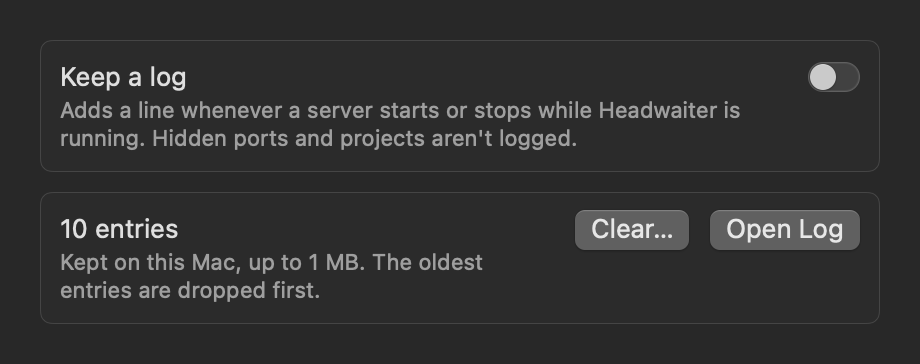 Keep a log
Adds a line whenever a server starts or stops while Headwaiter is
running. Hidden ports and projects aren't logged.
10 entries
Clear...
Open Log
Kept on this Mac, up to 1 MB. The oldest
entries are dropped first.